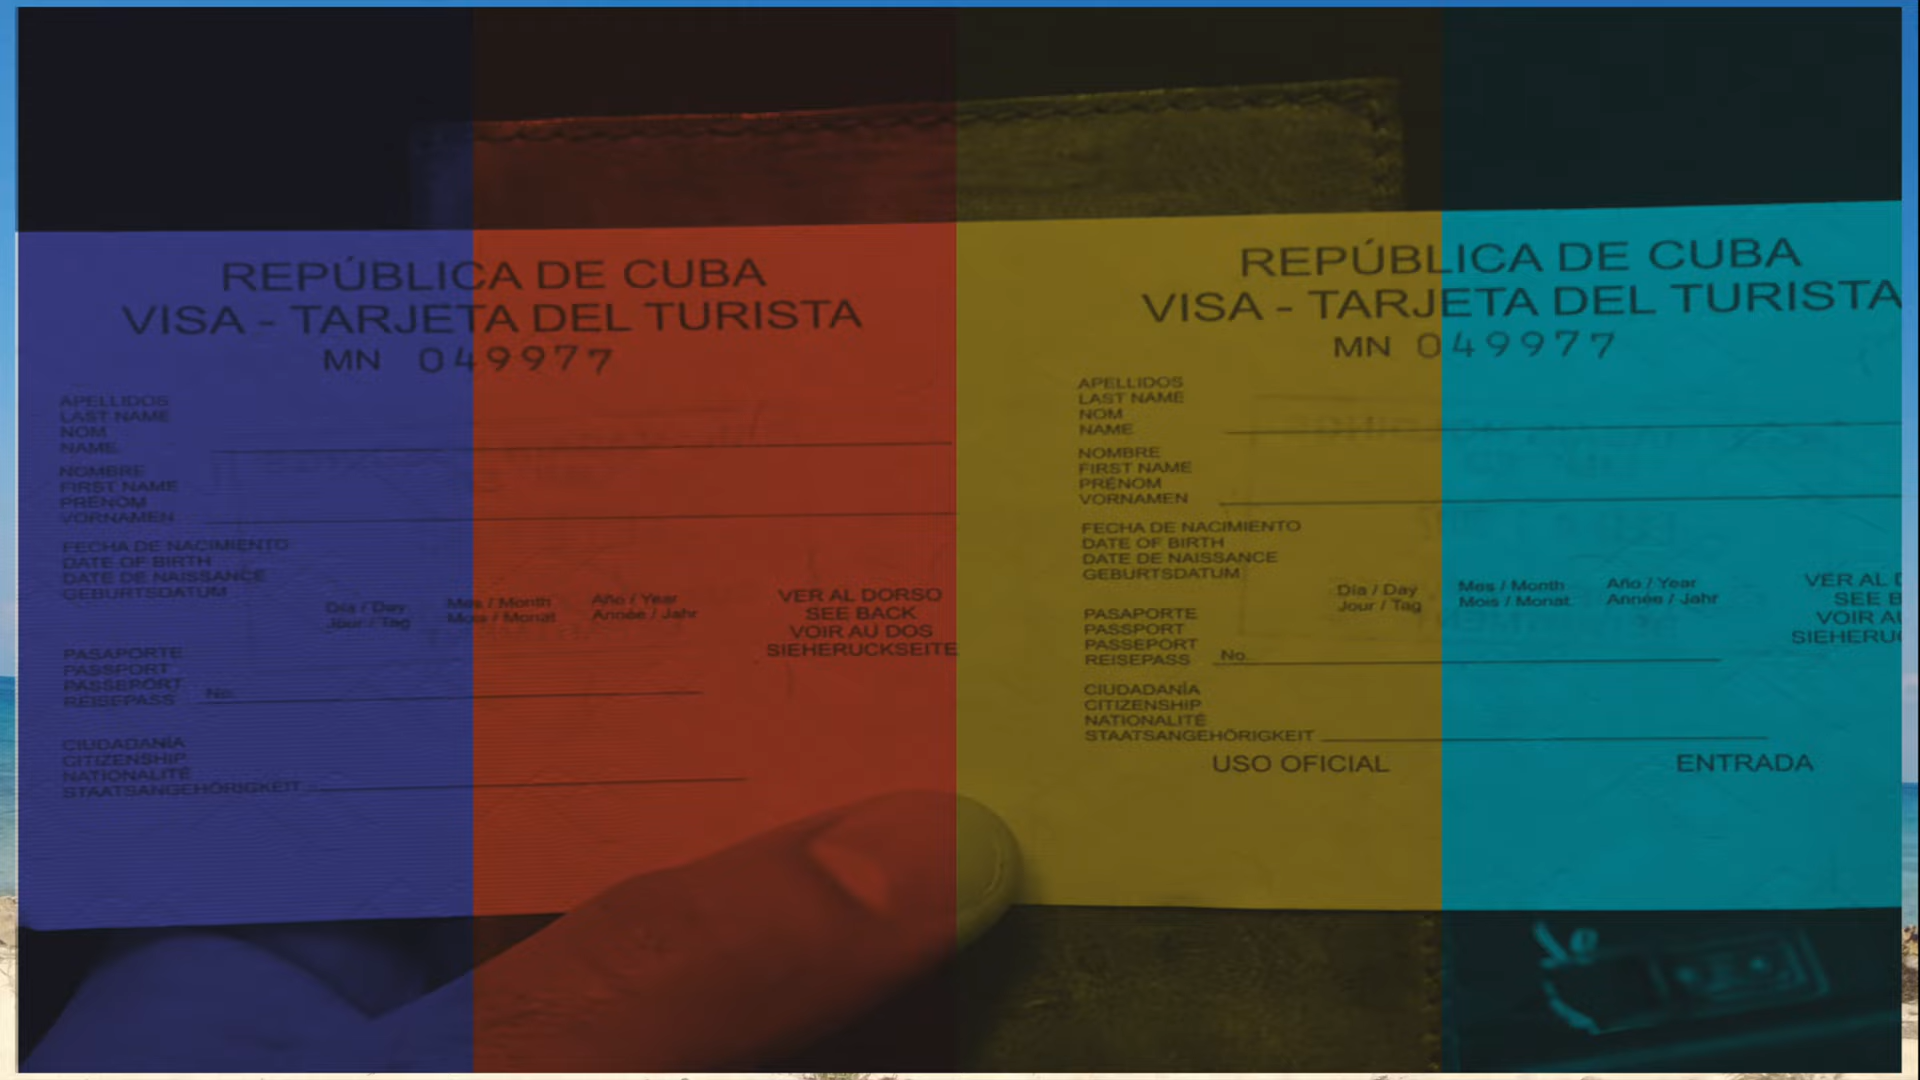 REPÚBLICA DE CUBA
VISA - TARJETA DEL TURISTA
MN 049977
APELLIDOS
LAST NAME
NOM
NAME
NOMBRE
FIRST NAME
PRÉNOM
VORNAMEN
FECHA DE NACIMIENTO
DATE OF BIRTH
DATE DE NAISSANCE
GEBURTSDATUM
Día / Day
Jour / Tag
Mes / Month
Mois / Monat
Año / Year
Année / Jahr
VER AL DORSO
SEE BACK
VOIR AU DOS
SIEHERUCKSEITE
PASAPORTE
PASSPORT
PASSEPORT
REISEPASS No.
CIUDADANÍA
CITIZENSHIP
NATIONALITÉ
STAATSANGEHÖRIGKEIT
REPÚBLICA DE CUBA
VISA - TARJETA DEL TURISTA
MN 049977
APELLIDOS
LAST NAME
NOM
NAME
NOMBRE
FIRST NAME
PRÉNOM
VORNAMEN
FECHA DE NACIMIENTO
DATE OF BIRTH
DATE DE NAISSANCE
GEBURTSDATUM
Día / Day
Jour / Tag
Mes / Month
Mois / Monat
Año / Year
Année / Jahr
VER AL
SEE
VOIR
PASAPORTE
PASSPORT
PASSEPORT
REISEPASS No.
CIUDADANÍA
CITIZENSHIP
NATIONALITÉ
STAATSANGEHÖRIGKEIT
USO OFICIAL
ENTRADA